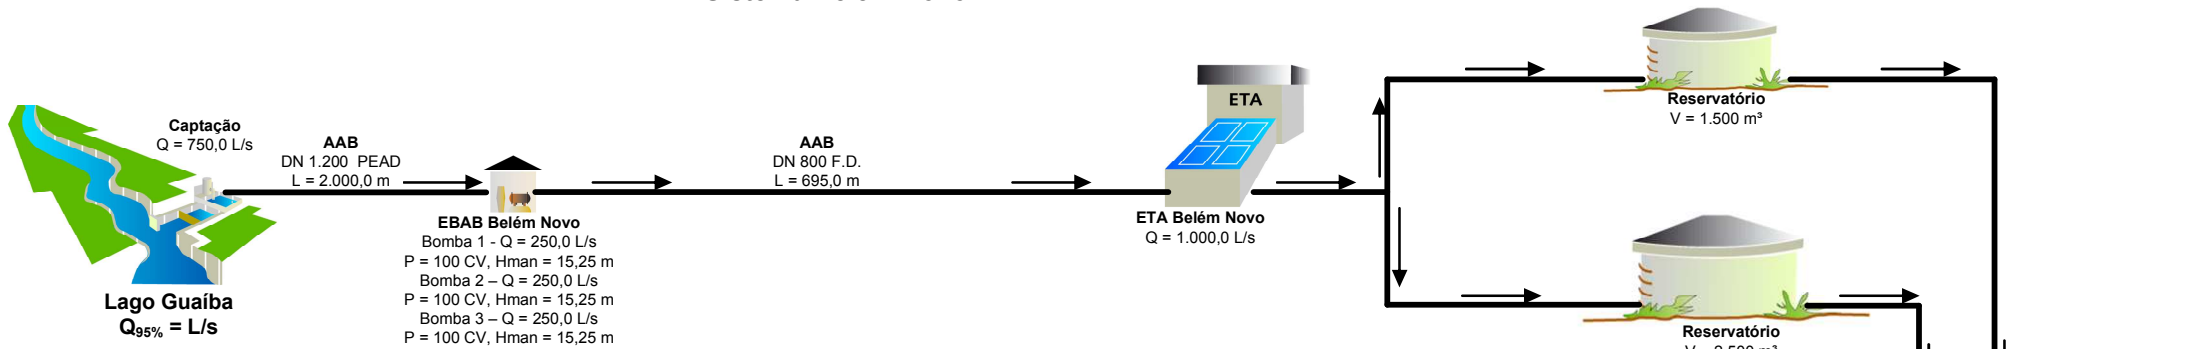 Captação
Q = 750,0 L/s
AAB
DN 1.200 PEAD
L = 2.000,0 m
AAB
DN 800 F.D.
L = 695,0 m
ETA
Reservatório
V = 1.500 m³
EBAB Belém Novo
Bomba 1 - Q = 250,0 L/s
P = 100 CV, Hman = 15,25 m
Bomba 2 – Q = 250,0 L/s
P = 100 CV, Hman = 15,25 m
Bomba 3 – Q = 250,0 L/s
P = 100 CV, Hman = 15,25 m
ETA Belém Novo
Q = 1.000,0 L/s
Lago Guaíba
Q95% = L/s
Reservatório